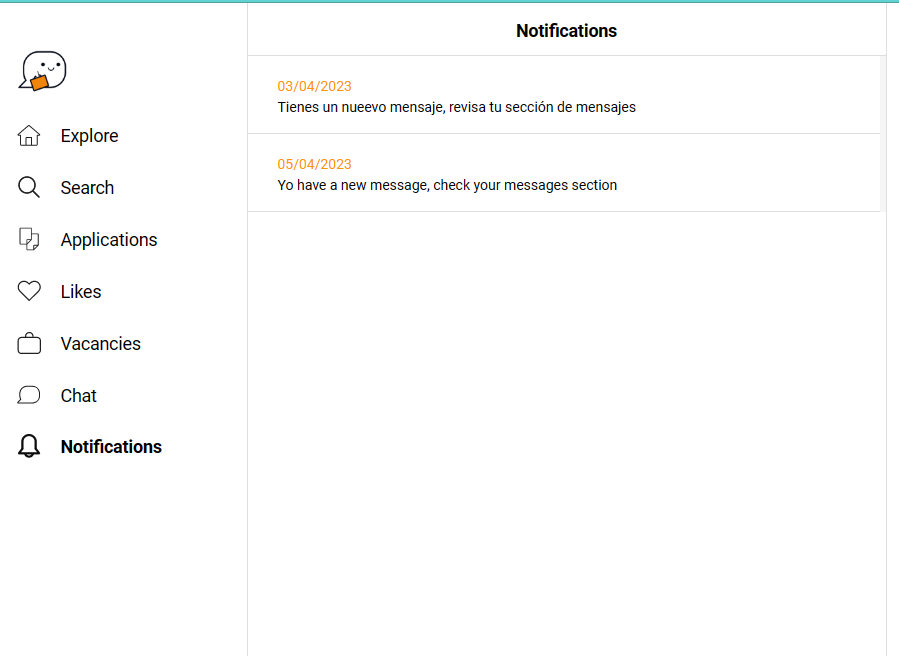 Notifications
Explore
Search
Applications
Likes
Vacancies
Chat
Notifications
03/04/2023
Tienes un nueevo mensaje, revisa tu sección de mensajes
05/04/2023
Yo have a new message, check your messages section